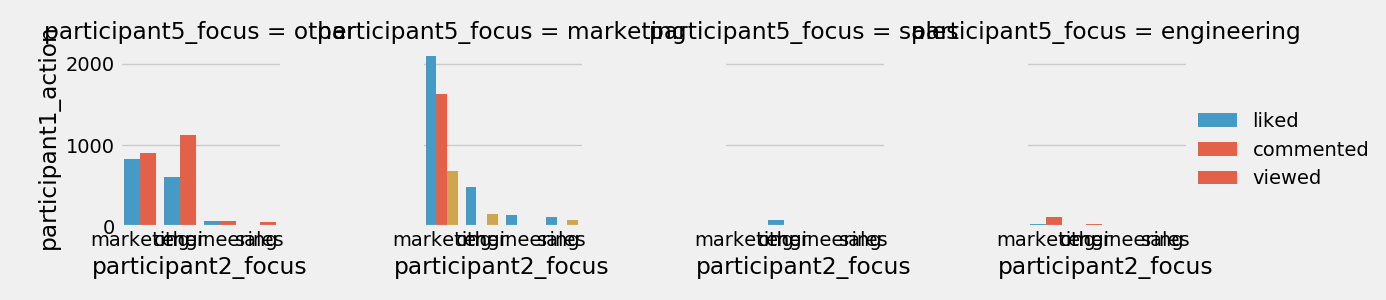 participant5_focus = other
participant5_focus = marketing
participant5_focus = sales
participant5_focus = engineering
participant1_action
2000
1000
0
liked
commented
viewed
marketing other engineering sales
marketing other engineering sales
marketing other engineering sales
marketing other engineering sales
participant2_focus
participant2_focus
participant2_focus
participant2_focus